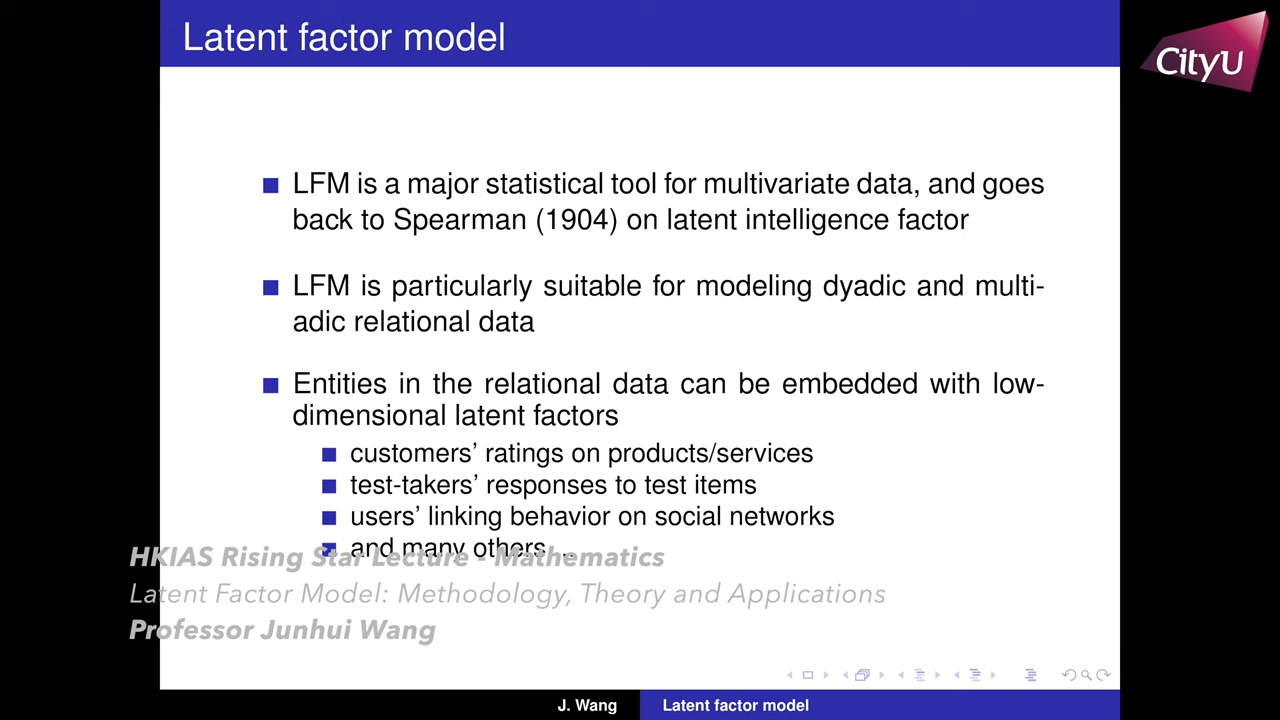 Latent factor model
CityU
LFM is a major statistical tool for multivariate data, and goes
back to Spearman (1904) on latent intelligence factor
LFM is particularly suitable for modeling dyadic and multi-
adic relational data
Entities in the relational data can be embedded with low-
dimensional latent factors
customers’ ratings on products/services
test-takers’ responses to test items
users’ linking behavior on social networks
and many others ...
HKIAS Rising Star Lecture - Mathematics
Latent Factor Model: Methodology, Theory and Applications
Professor Junhui Wang
J. Wang
Latent factor model